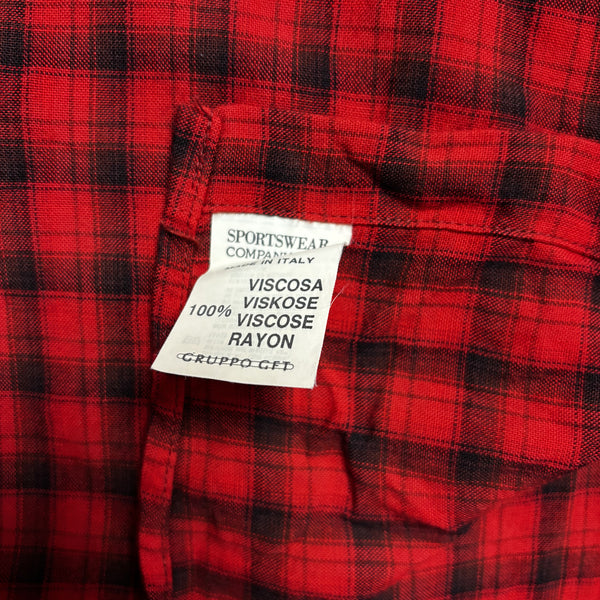 SPORTSWEAR
COMPANY
MADE IN ITALY
VISCOSA
VISKOSE
100% VISCOSE
RAYON
GRUPPO GFT